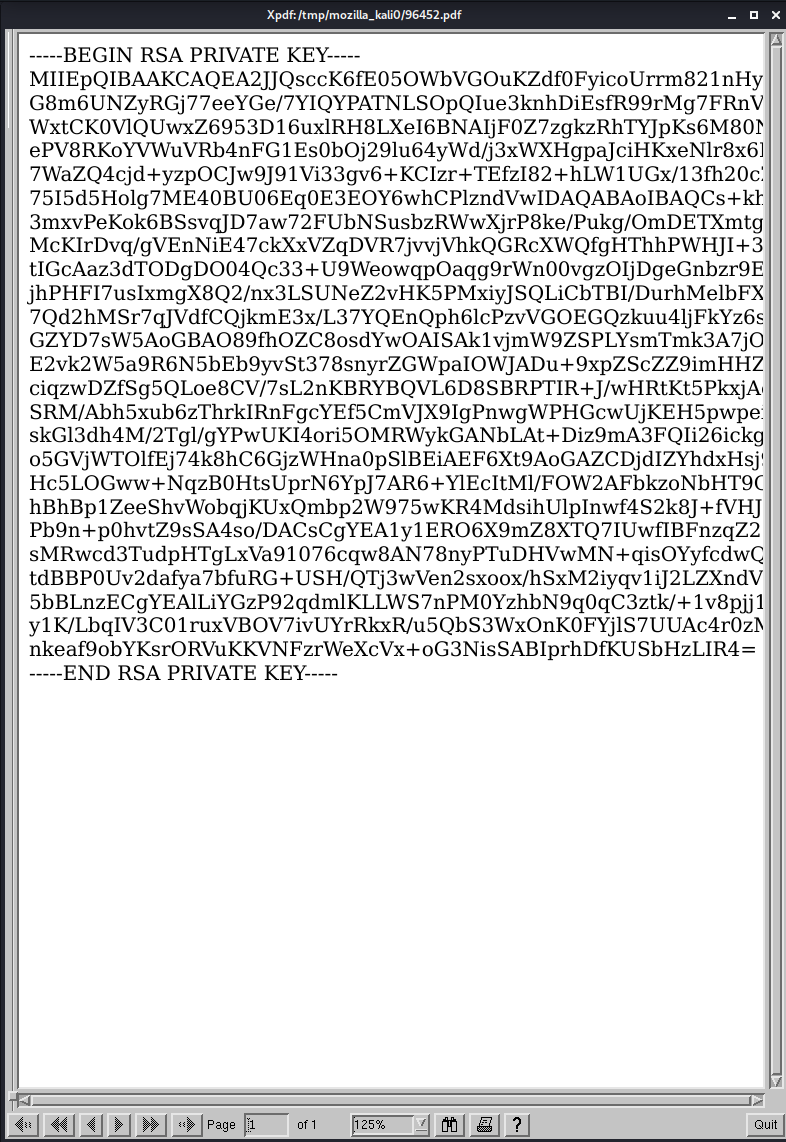 Xpdf: /tmp/mozilla_kali0/96452.pdf
-----BEGIN RSA PRIVATE KEY-----
MIIEpQIBAAKCAQEA2JJQsccK6fE05OWbVGOuKZdf0FyicoUrrm821nHy
G8m6UNZyRGj77eeYGe/7YIQYPATNLSOpQIue3knhDiEsfR99rMg7FRnV
WxtCK0VlQUwxZ6953D16uxlRH8LXeI6BNAIjF0Z7zgkzRhTYJpKs6M80
ePV8RKoYVWuVRb4nFG1Es0bOj29lu64yWd/j3xWXHgpaJciHKxeNlr8x6
7WaZQ4cjd+yzpOCJw9J91Vi33gv6+KCIzr+TEfzI82+hLW1UGx/13fh20c
75I5d5Holg7ME40BU06Eq0E3EOY6whCPlzndVwIDAQABAoIBAQCs+kh
3mxvPeKok6BSsvqJD7aw72FUbNSusbzRWwXjrP8ke/Pukg/OmDETXmtg
McKIrDvq/gVEnNiE47ckXxVZqDVR7jvvjVhkQGRcXWQfgHThhPWHJI+3
tIGcAaz3dTODgDO04Qc33+U9WeowqpOaqg9rWn00vgzOIjDgeGnbzr9E
jhPHFI7usIxmgX8Q2/nx3LSUNeZ2vHK5PMxiyJSQLiCbTBI/DurhMelbFX
7Qd2hMSr7qJVdfCQjkmE3x/L37YQEnQph6lcPzvVGOEGQzkuu4ljFkYz6s
GZYD7sW5AoGBAO89fhOZC8osdYwOAISAk1vjmW9ZSPLYsmTmk3A7jO
E2vk2W5a9R6N5bEb9yvSt378snyrZGWpaIOWJADu+9xpZScZZ9imHHZ
ciqzwDZfSg5QLoe8CV/7sL2nKBRYBQVL6D8SBRPTIR+J/wHRtKt5PkxjA
SRM/Abh5xub6zThrkIRnFgcYEf5CmVJX9IgPnwgWPHGcwUjKEH5pwpe
skGl3dh4M/2Tgl/gYPwUKI4ori5OMRWykGANbLAt+Diz9mA3FQIi26ickg
o5GVjWTOlfEj74k8hC6GjzWHna0pSlBEiAEF6Xt9AoGAZCDjdIZYhdxHsj
Hc5LOGww+NqzB0HtsUprN6YpJ7AR6+YlEcItMl/FOW2AFbkzoNbHT9
hBhBp1ZeeShvWobqjKUxQmbp2W975wKR4MdsihUlpInwf4S2k8J+fVHJ
Pb9n+p0hvtZ9sSA4so/DACsCgYEA1y1ERO6X9mZ8XTQ7IUwfIBFnzqZ2
sMRwcd3TudpHTgLxVa91076cqw8AN78nyPTuDHVwMN+qisOYyfcdwQ
tdBBP0Uv2dafya7bfuRG+USH/QTj3wVen2sxoox/hSxM2iyqv1iJ2LZXndV
5bBLnzECgYEAlLiYGzP92qdmlKLLWS7nPM0YzhbN9q0qC3ztk/+1v8pjj1
y1K/LbqIV3C01ruxVBOV7ivUYrRkxR/u5QbS3WxOnK0FYjlS7UUAc4r0z
nkeaf9obYKsrORVuKKVNFzrWeXcVx+oG3NisSABIprhDfKUSbHzLIR4=
-----END RSA PRIVATE KEY-----
Page 1 of 1 125% ? Quit